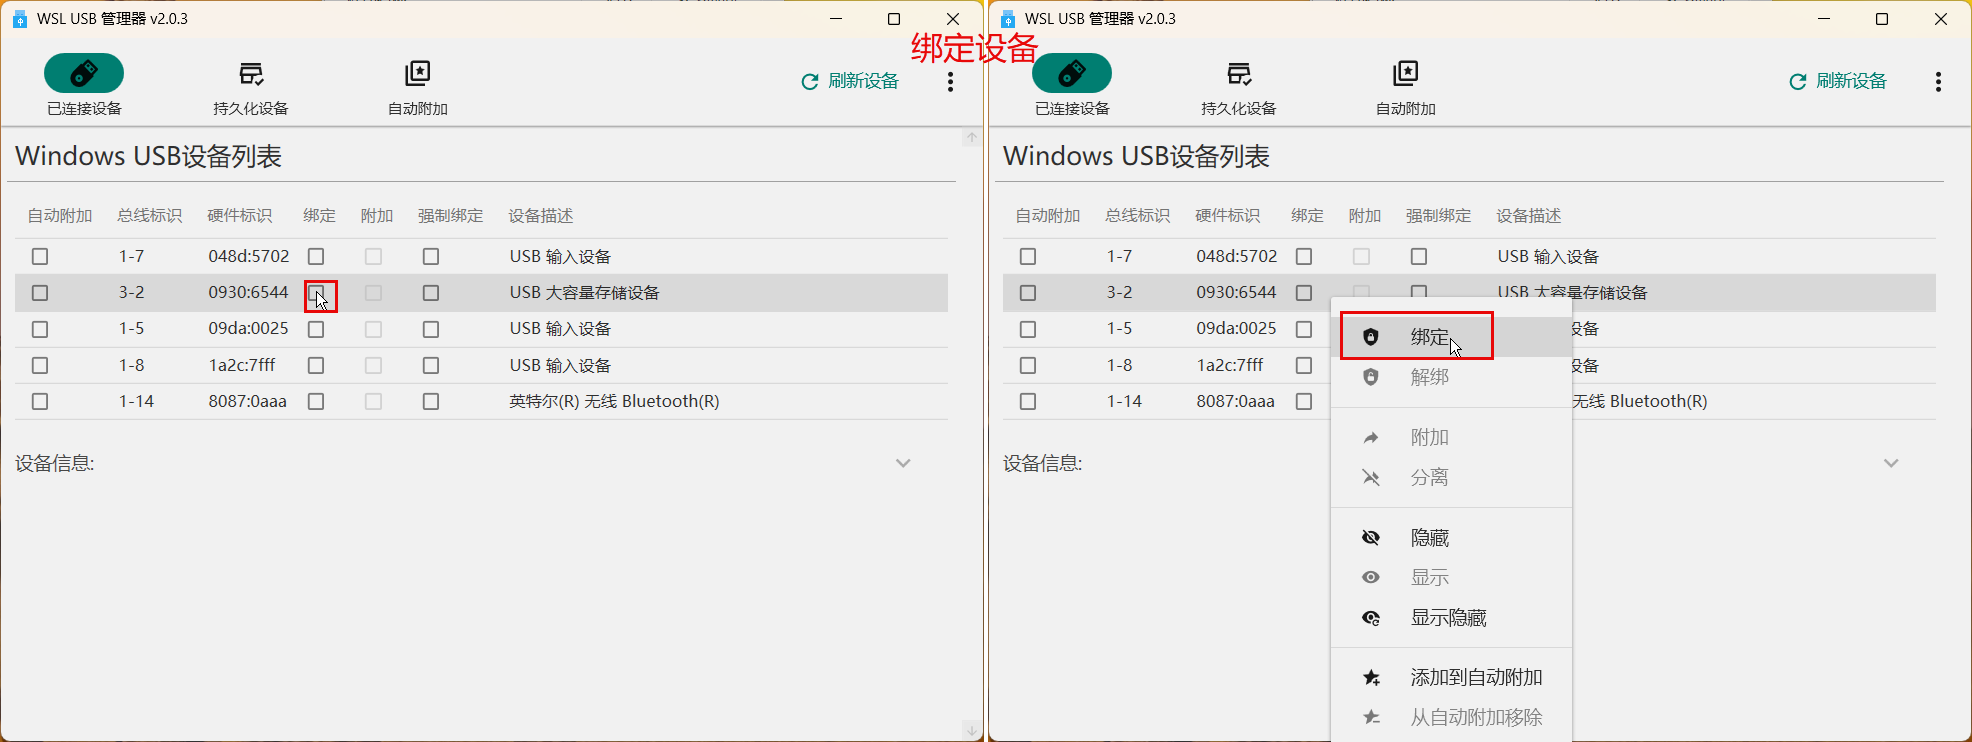 WSL USB 管理器 v2.0.3
绑定设备
已连接设备
持久化设备
自动附加
刷新设备
Windows USB设备列表
自动附加 总线标识 硬件标识 绑定 附加 强制绑定 设备描述
1-7 048d:5702 USB 输入设备
3-2 0930:6544 USB 大容量存储设备
1-5 09da:0025 USB 输入设备
1-8 1a2c:7fff USB 输入设备
1-14 8087:0aaa 英特尔(R) 无线 Bluetooth(R)
设备信息:
WSL USB 管理器 v2.0.3
已连接设备
持久化设备
自动附加
刷新设备
Windows USB设备列表
自动附加 总线标识 硬件标识 绑定 附加 强制绑定 设备描述
1-7 048d:5702 USB 输入设备
3-2 0930:6544 USB 大容量存储设备
1-5 09da:0025 设备
1-8 1a2c:7fff 设备
1-14 8087:0aaa 无线 Bluetooth(R)
设备信息:
绑定
解绑
附加
分离
隐藏
显示
显示隐藏
添加到自动附加
从自动附加移除